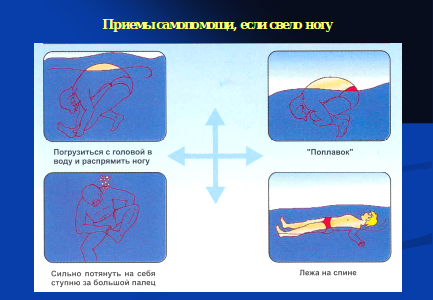 Приемы самопомощи, если свело ногу
Погрузиться с головой в
воду и распрямить ногу
"Поплавок"
Сильно потянуть на себя
ступню за большой палец
Лежа на спине